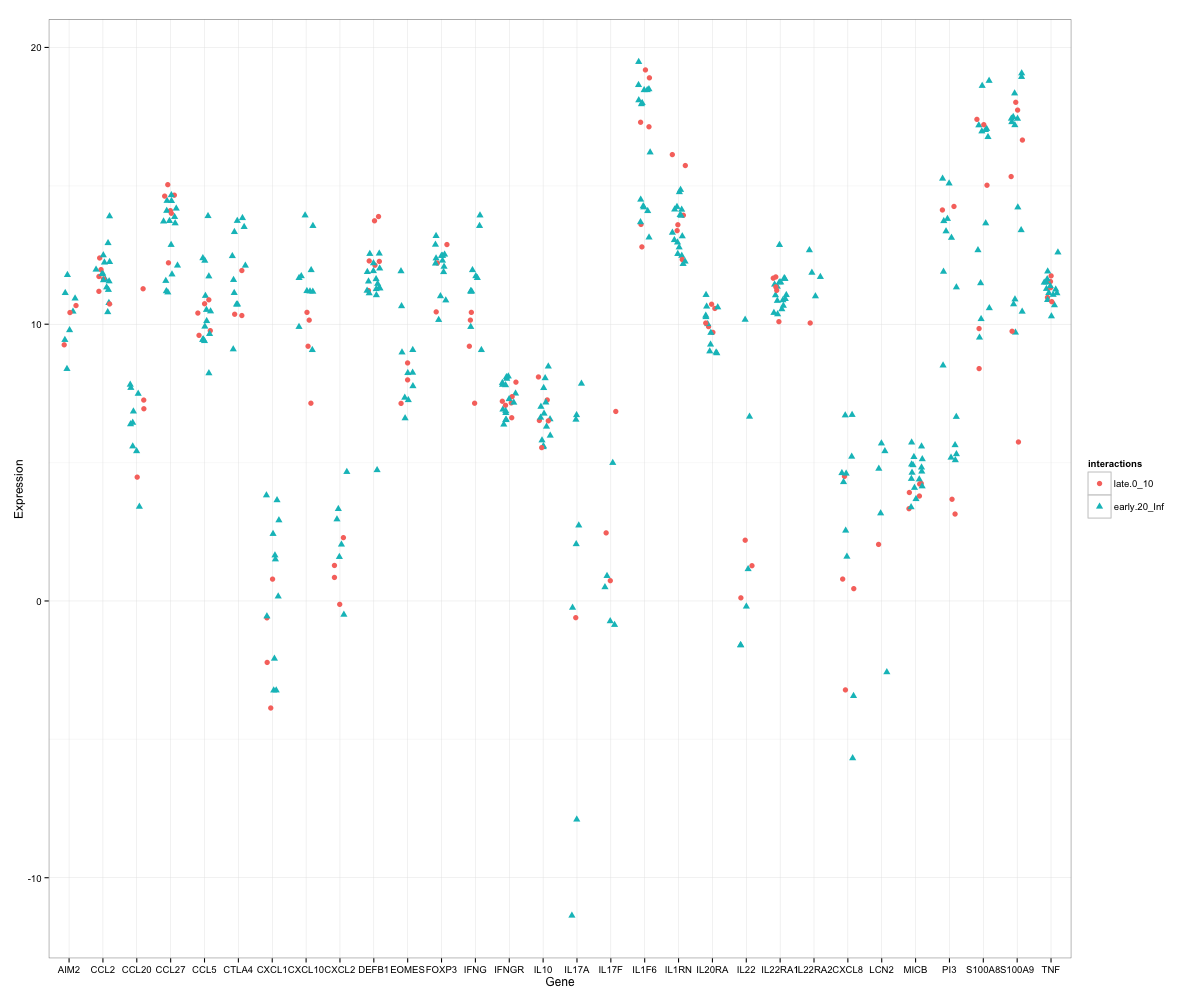 20
10
0
-10
Expression
AIM2 CCL2 CCL20 CCL27 CCL5 CTLA4 CXCL1 CXCL10 CXCL2 DEFB1 EOMES FOXP3 IFNG IFNGR IL10 IL17A IL17F IL1F6 IL1RN IL20RA IL22 IL22RA1 IL22RA2 CXCL8 LCN2 MICB PI3 S100A8 S100A9 TNF
Gene
interactions
late.0_10
early.20_Inf